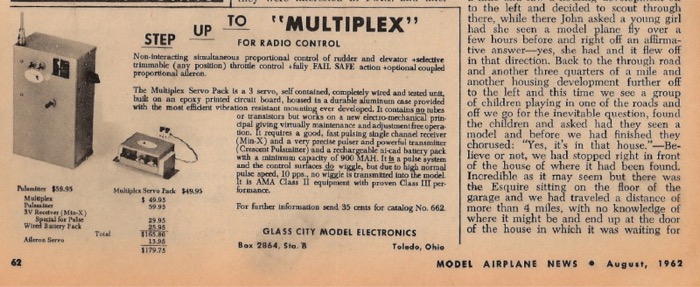 STEP UP TO "MULTIPLEX"
FOR RADIO CONTROL
Non-interacting simultaneous proportional control of rudder and elevator +selective
trimmable (any position) throttle control +fully FAIL SAFE action +optional coupled
proportional aileron.
The Multiplex Servo Pack is a 3 servo, self contained, completely wired and tested unit,
built on an epoxy printed circuit board, housed in a durable aluminum case provided
with the most efficient vibration resistant mounting ever developed. It contains no tubes
or transistors but works on a new electro-mechanical prin-
cipal giving virtually maintenance and adjustment free opera-
tion. It requires a good, fast pulsing single channel receiver
(Min-X) and a very precise pulser and powerful transmitter
(Crescent Pulsmitter) and a rechargeable ni-cad battery pack
with a minimum capacity of 900 MAH. It is a pulse system
and the control surfaces do wiggle, but due to high normal
pulse speed, 10 pps., no wiggle is transmitted into the model.
It is AMA Class II equipment with proven Class III per-
formance.
For further information send 35 cents for catalog No. 662.
GLASS CITY MODEL ELECTRONICS
Box 2864, Sta. B Toledo, Ohio
Pulsmitter $59.95
Multiplex Servo Pack $49.95
Multiplex $ 49.95
Pulsmitter 59.95
3V Receiver (Min-X)
Special for Pulse 29.95
Wired Battery Pack 25.95
Total $165.80
Aileron Servo 13.95
$179.75
to the left and decided to scout through
there, while there John asked a young girl
had she seen a model plane fly over a
few hours before and right off an affirma-
tive answer—yes, she had and it flew off
in that direction. Back to the through road
and another three quarters of a mile and
another housing development further off
to the left and this time we see a group
of children playing in one of the roads and
off we go for the inevitable question, found
the children and asked had they seen a
model and before we had finished they
chorused: "Yes, it's in that house."—Be-
lieve or not, we had stopped right in front
of the house of where it had been found.
Incredible as it may seem but there was
the Esquire sitting on the floor of the
garage and we had traveled a distance of
more than 4 miles, with no knowledge of
where it might be and end up at the door
of the house in which it was waiting for
62
MODEL AIRPLANE NEWS • August, 1962